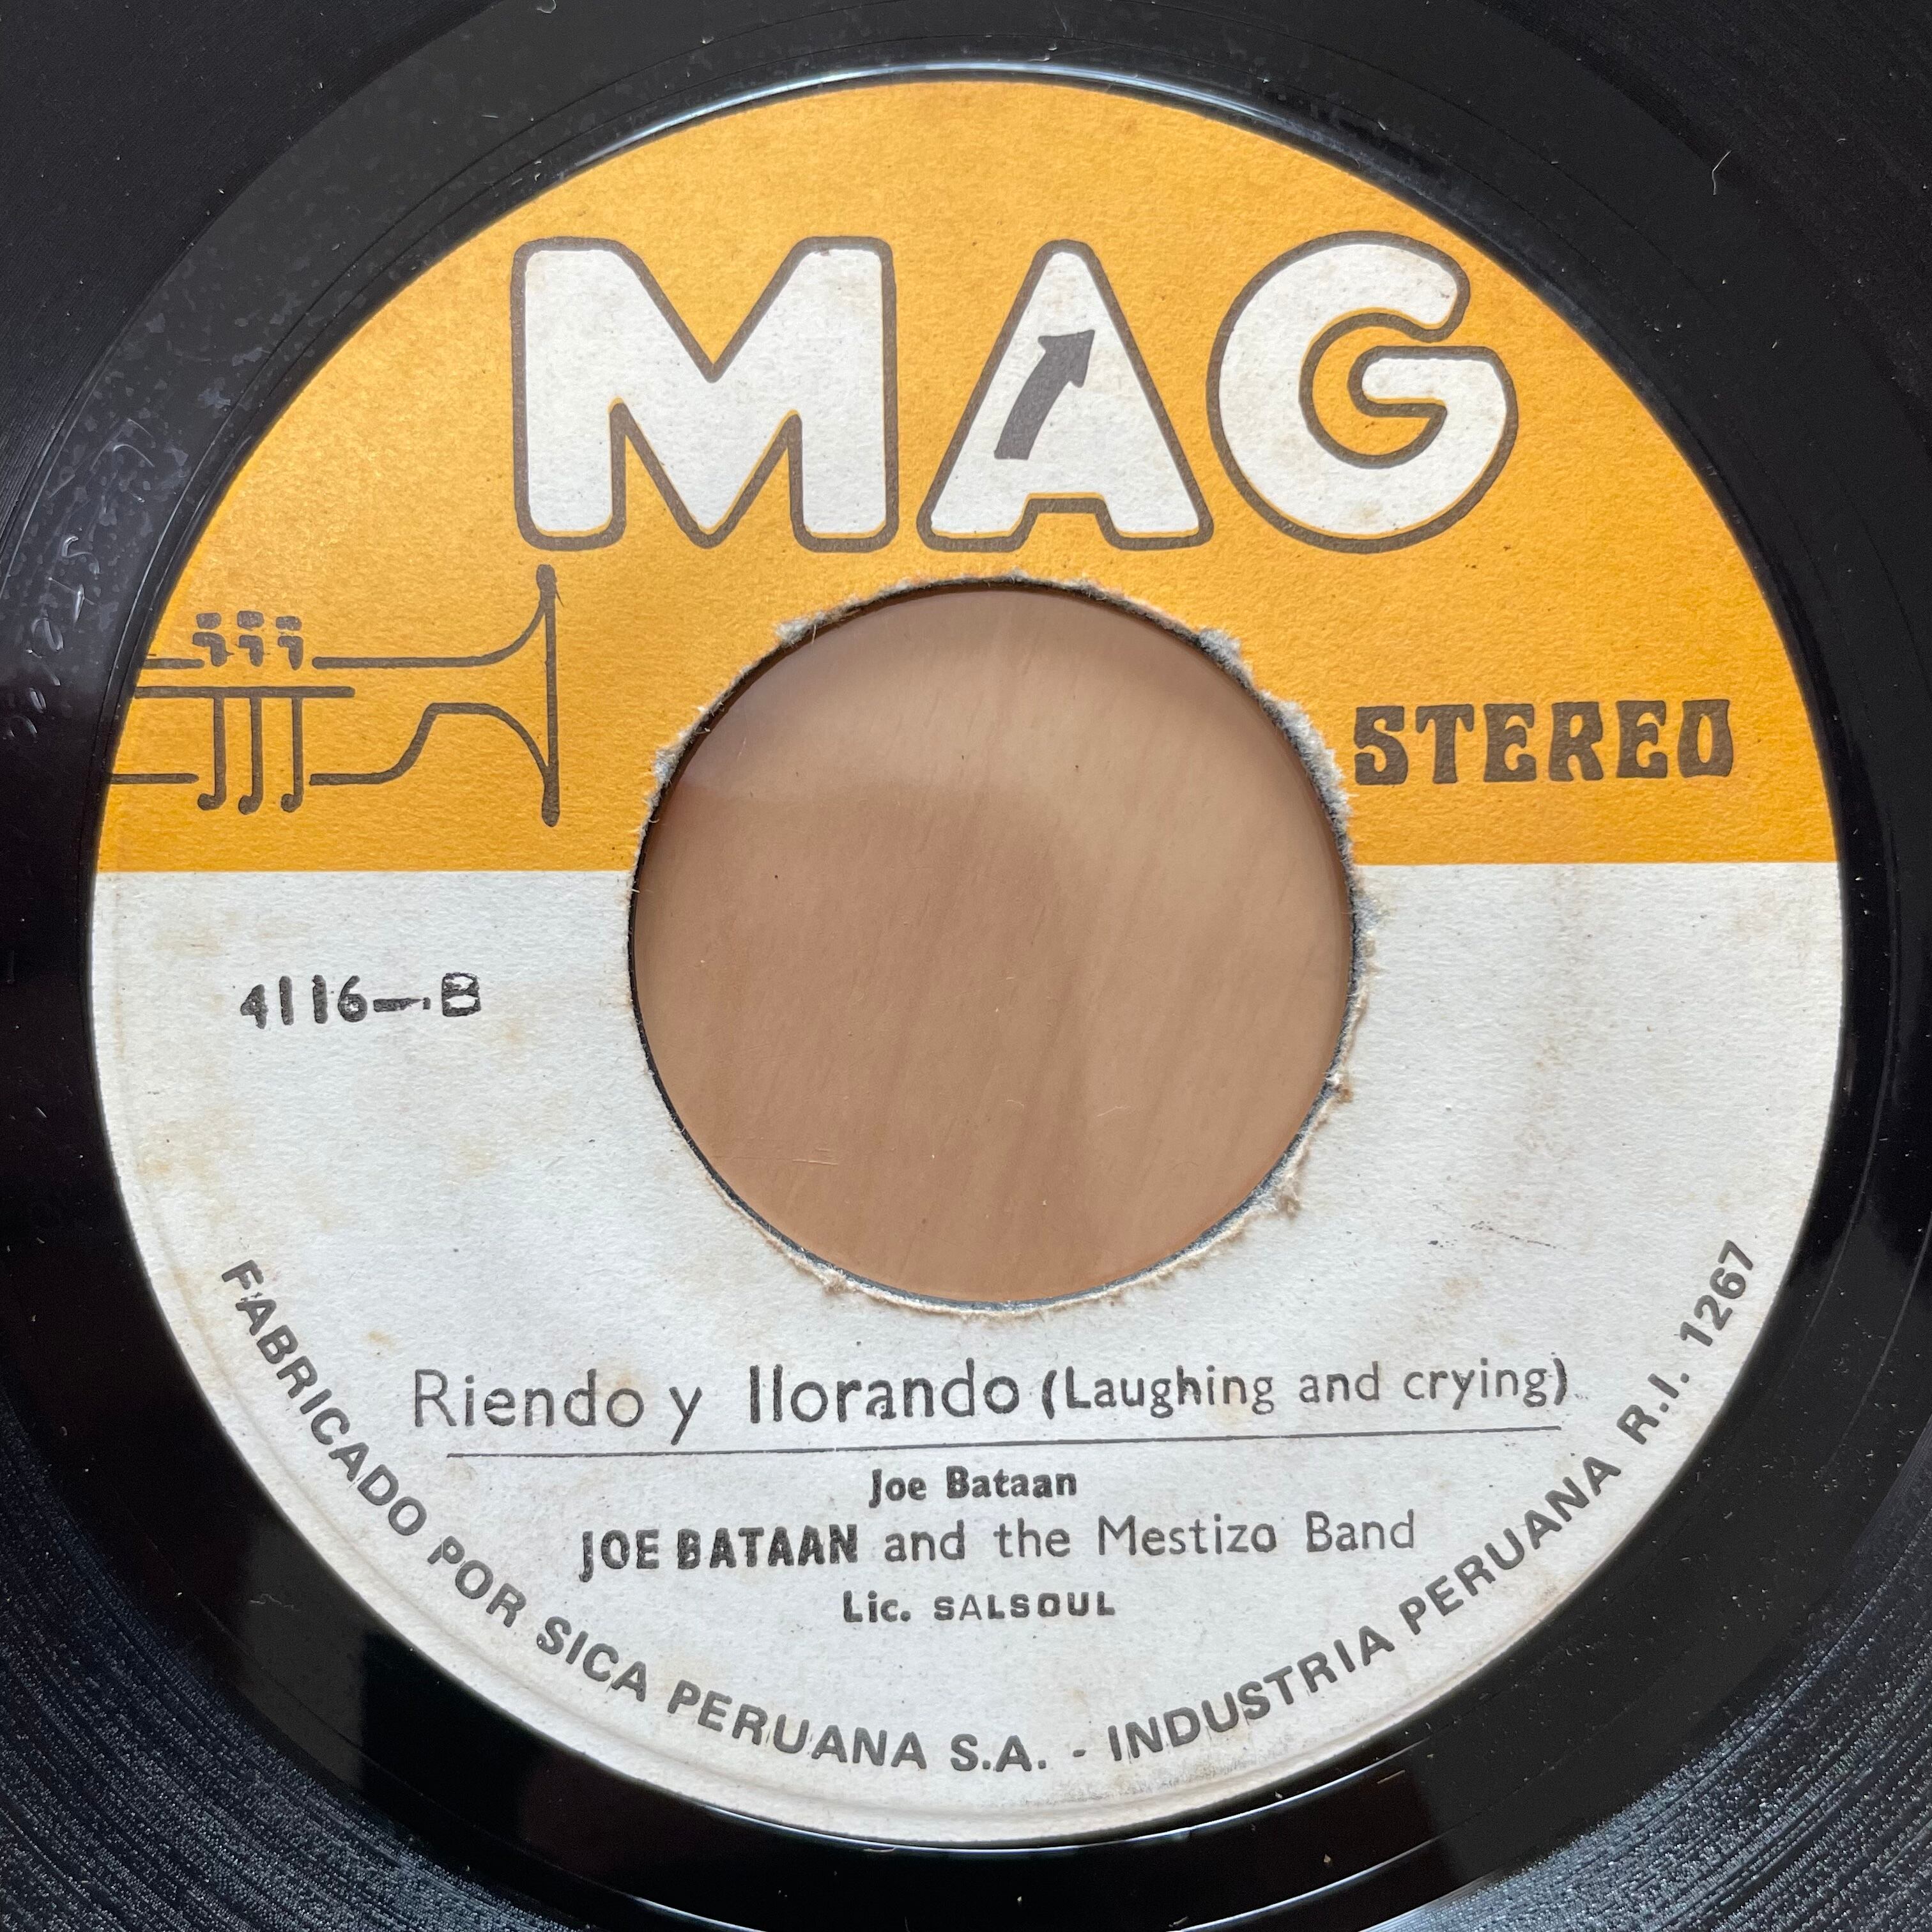 MAG
STEREO
4116-B
Riendo y llorando (Laughing and crying)
Joe Bataan
JOE BATAAN and the Mestizo Band
Lic. SALSOUL
FABRICADO POR SICA PERUANA S.A. - INDUSTRIA PERUANA R.I. 1267